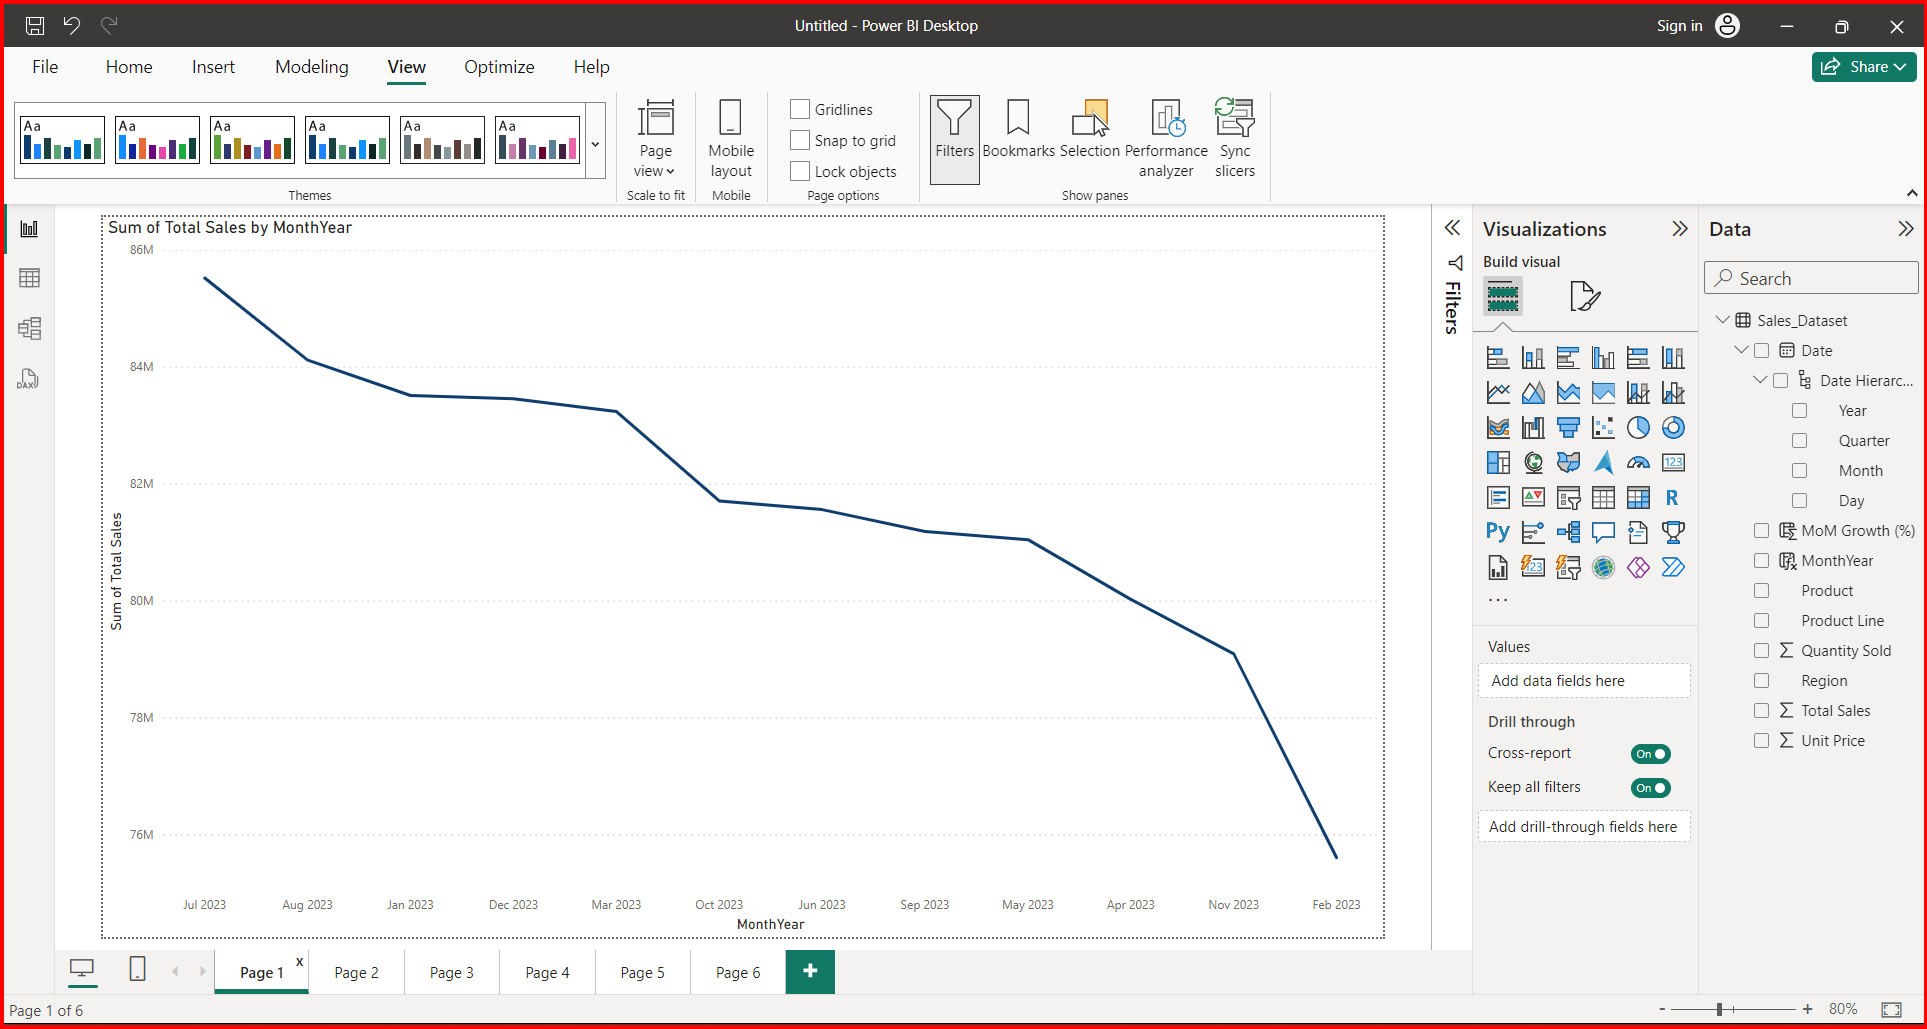 Untitled - Power BI Desktop
Sign in
File Home Insert Modeling View Optimize Help
Share
Aa Aa Aa Aa Aa Aa
Themes
Page view
Scale to fit
Mobile layout
Mobile
Gridlines
Snap to grid
Lock objects
Page options
Filters Bookmarks Selection Performance analyzer Sync slicers
Show panes
Sum of Total Sales by MonthYear
86M
84M
82M
80M
78M
76M
Sum of Total Sales
Jul 2023 Aug 2023 Jan 2023 Dec 2023 Mar 2023 Oct 2023 Jun 2023 Sep 2023 May 2023 Apr 2023 Nov 2023 Feb 2023
MonthYear
DAX
Filters
Visualizations
Build visual
123
R
Py
123
...
Values
Add data fields here
Drill through
Cross-report
On
Keep all filters
On
Add drill-through fields here
Data
Search
Sales_Dataset
Date
Date Hierarc...
Year
Quarter
Month
Day
MoM Growth (%)
MonthYear
Product
Product Line
Quantity Sold
Region
Total Sales
Unit Price
Page 1 x Page 2 Page 3 Page 4 Page 5 Page 6 +
Page 1 of 6
- + 80%